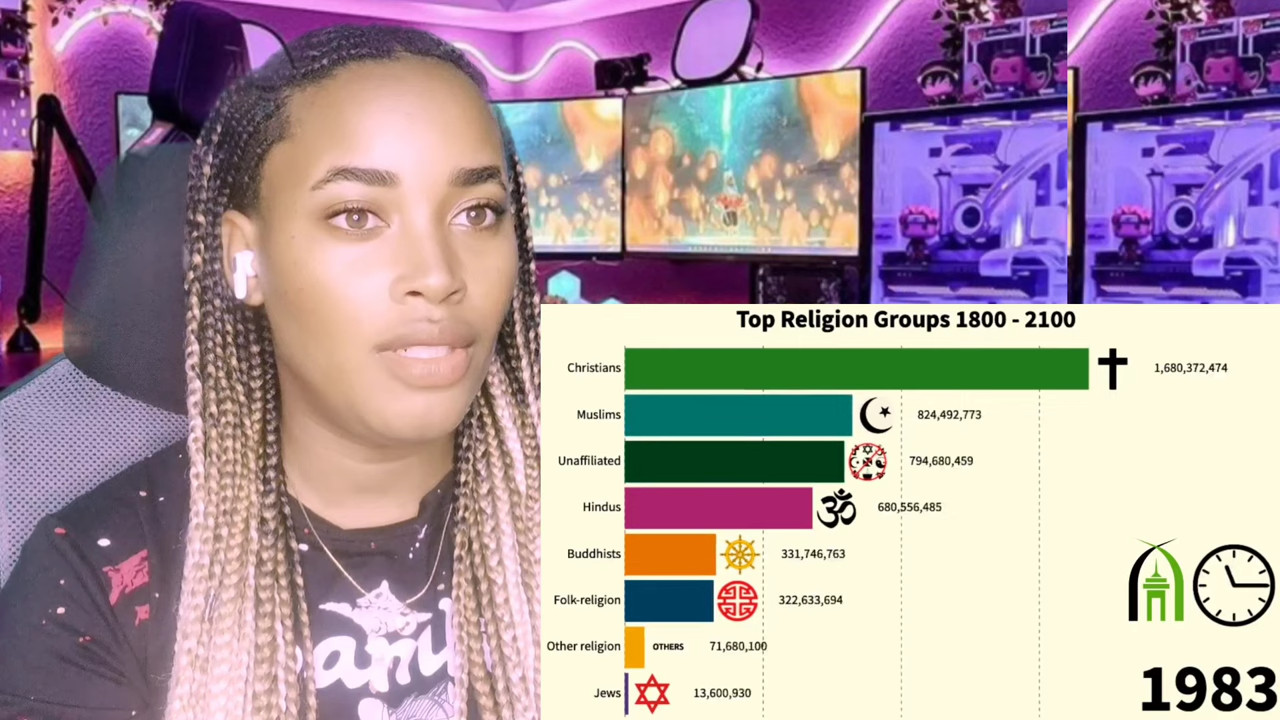 Top Religion Groups 1800 - 2100
Christians 1,680,372,474
Muslims 824,492,773
Unaffiliated 794,680,459
Hindus 680,556,485
Buddhists 331,746,763
Folk-religion 322,633,694
Other religion OTHERS 71,680,100
Jews 13,600,930
1983